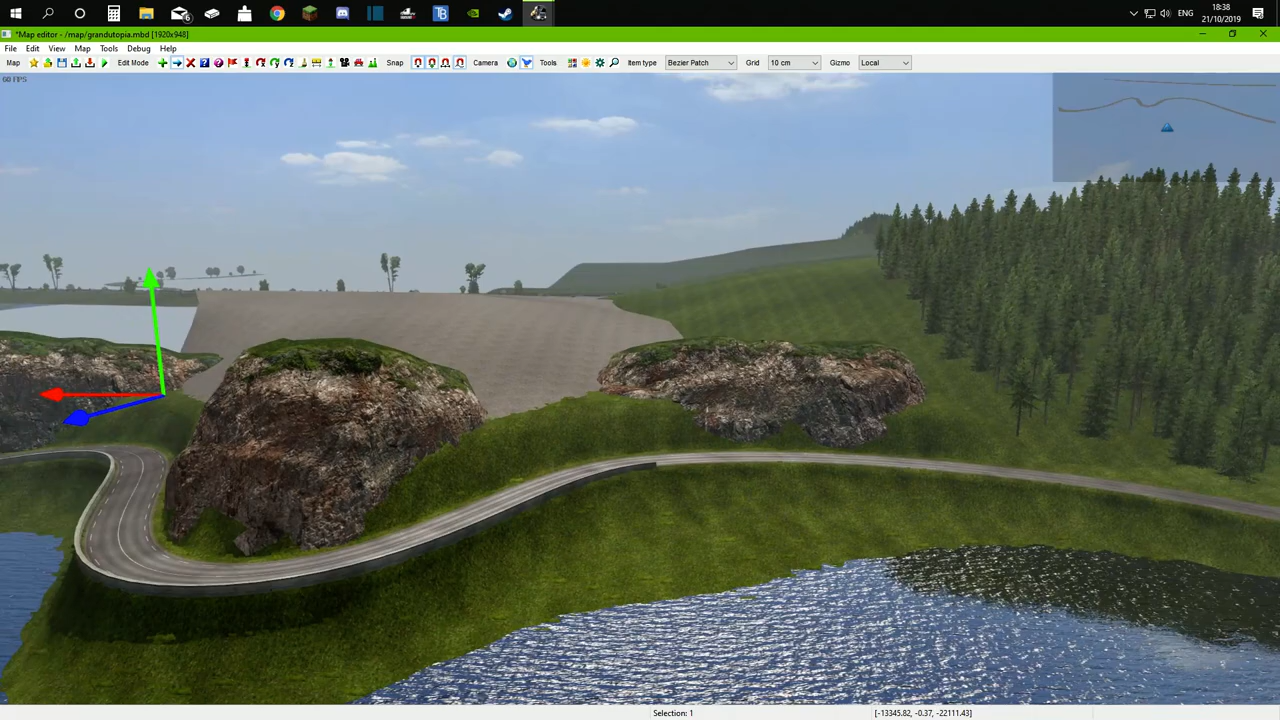 6
ENG
18:38
21/10/2019
TB
*Map editor - /map/grandutopia.mbd [1920x948]
File Edit View Map Tools Debug Help
Map Edit Mode Snap Camera Tools Item type Bezier Patch Grid 10 cm Gizmo Local
60 FPS
Selection: 1
[-13345.82, -0.37, -22111.43]